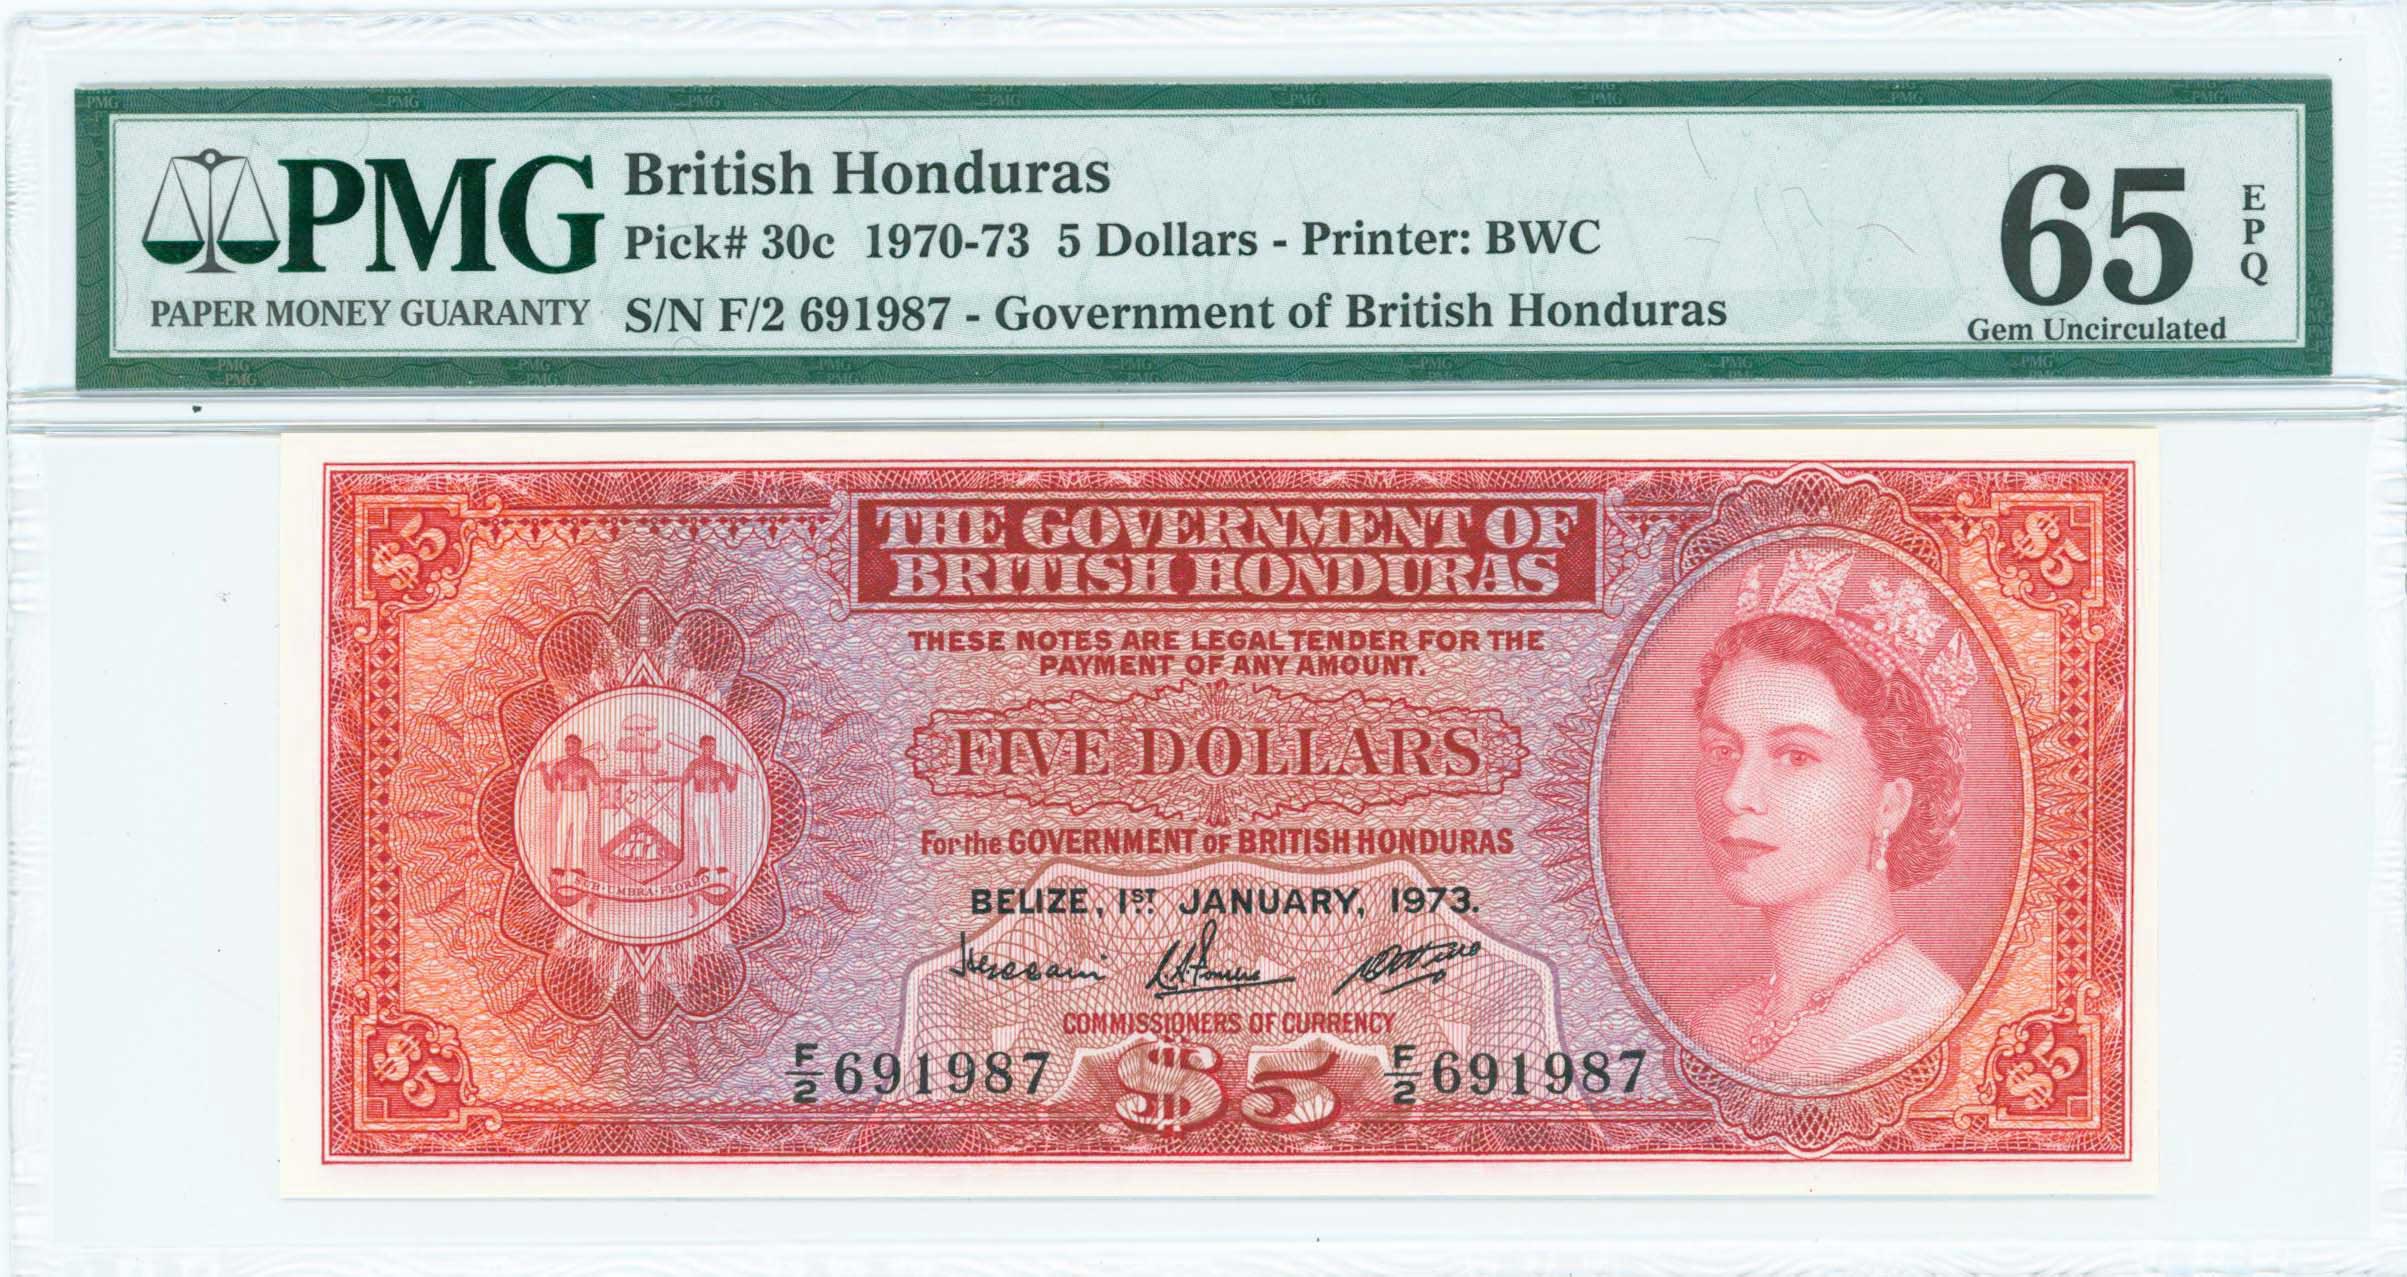 PMG
PAPER MONEY GUARANTY
British Honduras
Pick# 30c 1970-73 5 Dollars - Printer: BWC
S/N F/2 691987 - Government of British Honduras
65
EPQ
Gem Uncirculated
$5
$5
THE GOVERNMENT OF
BRITISH HONDURAS
THESE NOTES ARE LEGAL TENDER FOR THE
PAYMENT OF ANY AMOUNT.
FIVE DOLLARS
For the GOVERNMENT OF BRITISH HONDURAS
UMBRA·FLOREO
BELIZE, 1ST JANUARY, 1973.
COMMISSIONERS OF CURRENCY
F/2 691987
$5
F/2 691987
$5
$5